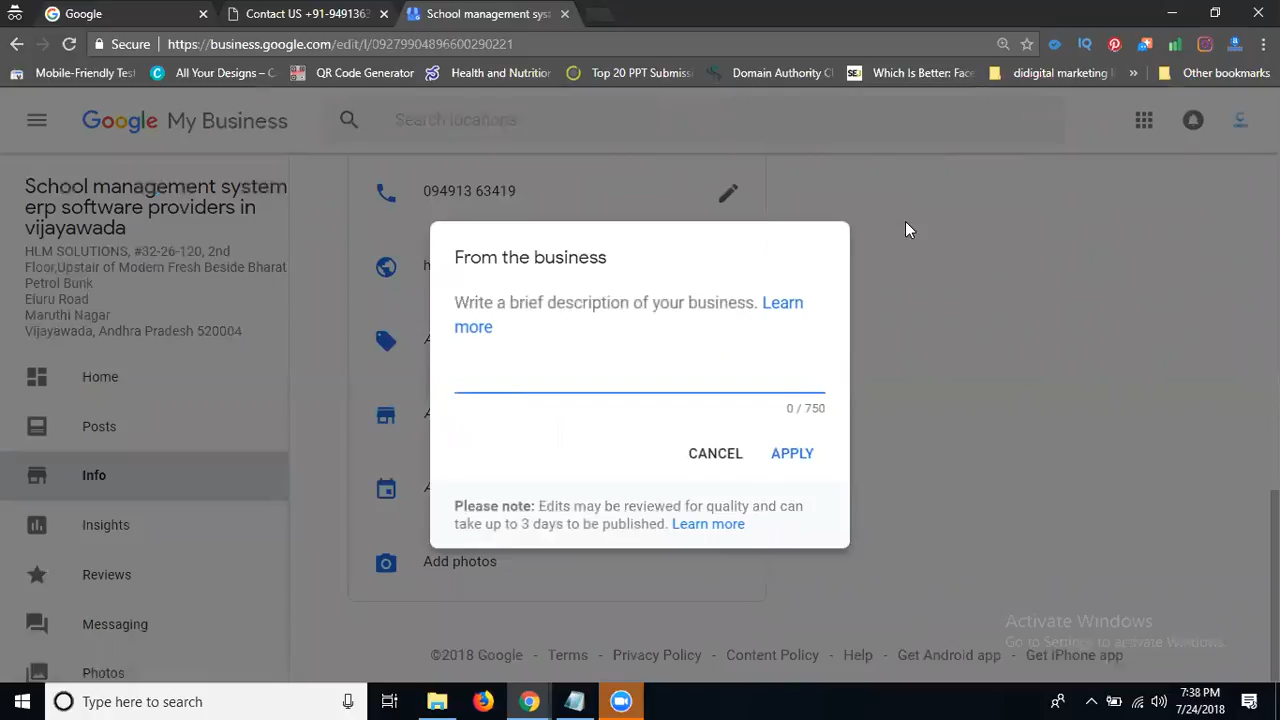 Google
Contact US +91-94913
School management sys
Secure
https://business.google.com/edit/l/09279904896600290221
Mobile-Friendly Test
All Your Designs – C
QR Code Generator
Health and Nutrition
Top 20 PPT Submiss
Domain Authority Ch
Which Is Better: Face
didigital marketing
»
Other bookmarks
Google My Business
Search locations
School management system
erp software providers in
vijayawada
HLM SOLUTIONS, #32-26-120, 2nd
Floor,Upstair of Modern Fresh Beside Bharat
Petrol Bunk
Eluru Road
Maruthi Nagar
Vijayawada, Andhra Pradesh 520004
Home
Posts
Info
Insights
Reviews
Messaging
Photos
094913 63419
h
From the business
Write a brief description of your business. Learn
more
0 / 750
CANCEL APPLY
Please note: Edits may be reviewed for quality and can
take up to 3 days to be published. Learn more
Add photos
Activate Windows
Go to Settings to activate Windows.
©2018 Google - Terms - Privacy Policy - Content Policy - Help - Get Android app - Get iPhone app
Type here to search
7:38 PM
7/24/2018